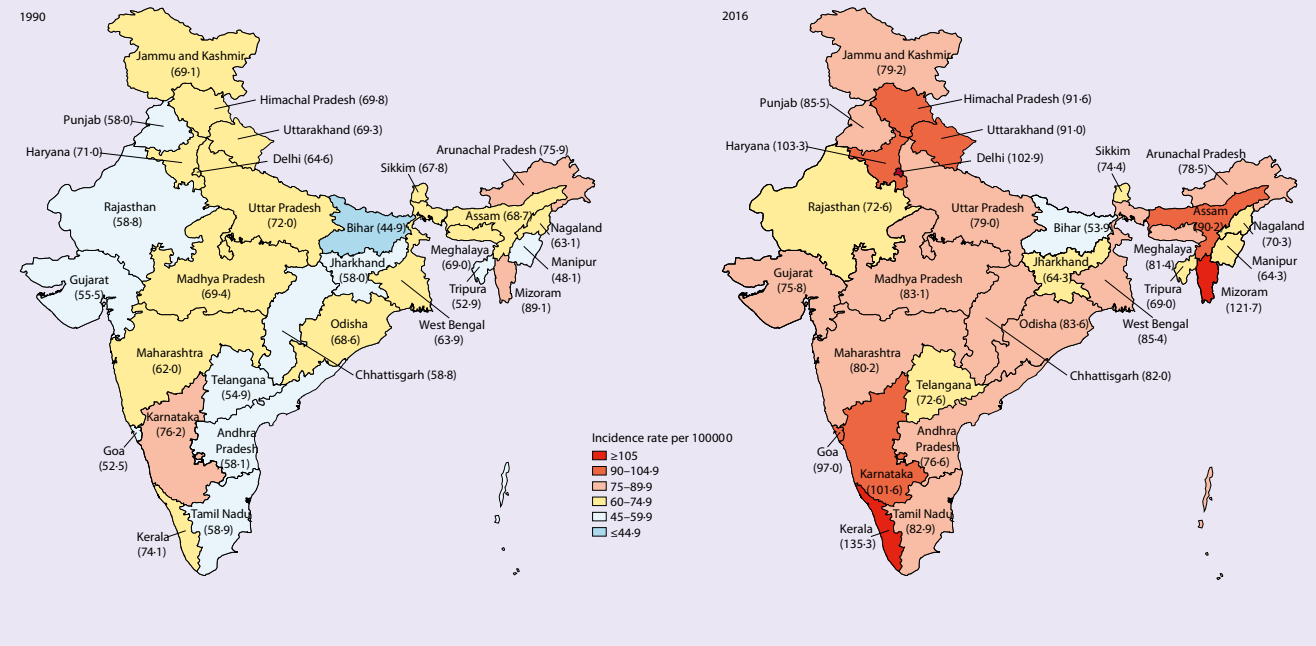 1990
Jammu and Kashmir
(69·1)
Himachal Pradesh (69·8)
Punjab (58·0)
Uttarakhand (69·3)
Haryana (71·0)
Delhi (64·6)
Arunachal Pradesh (75·9)
Sikkim (67·8)
Rajasthan
(58·8)
Uttar Pradesh
(72·0)
Bihar (44·9)
Assam (68·7)
Nagaland
(63·1)
Meghalaya
(69·0)
Manipur
(48·1)
Jharkhand
(58·0)
Tripura
(52·9)
Mizoram
(89·1)
Gujarat
(55·5)
Madhya Pradesh
(69·4)
West Bengal
(63·9)
Odisha
(68·6)
Maharashtra
(62·0)
Chhattisgarh (58·8)
Telangana
(54·9)
Karnataka
(76·2)
Andhra
Pradesh
(58·1)
Goa
(52·5)
Tamil Nadu
(58·9)
Kerala
(74·1)
Incidence rate per 100000
≥105
90–104·9
75–89·9
60–74·9
45–59·9
≤44·9
2016
Jammu and Kashmir
(79·2)
Punjab (85·5)
Himachal Pradesh (91·6)
Uttarakhand (91·0)
Haryana (103·3)
Delhi (102·9)
Sikkim
(74·4)
Arunachal Pradesh
(78·5)
Rajasthan (72·6)
Uttar Pradesh
(79·0)
Bihar (53·9)
Assam
(90·2)
Nagaland
(70·3)
Meghalaya
(81·4)
Manipur
(64·3)
Jharkhand
(64·3)
Tripura
(69·0)
Mizoram
(121·7)
Gujarat
(75·8)
Madhya Pradesh
(83·1)
West Bengal
(85·4)
Odisha (83·6)
Maharashtra
(80·2)
Chhattisgarh (82·0)
Telangana
(72·6)
Andhra
Pradesh
(76·6)
Goa
(97·0)
Karnataka
(101·6)
Tamil Nadu
(82·9)
Kerala
(135·3)